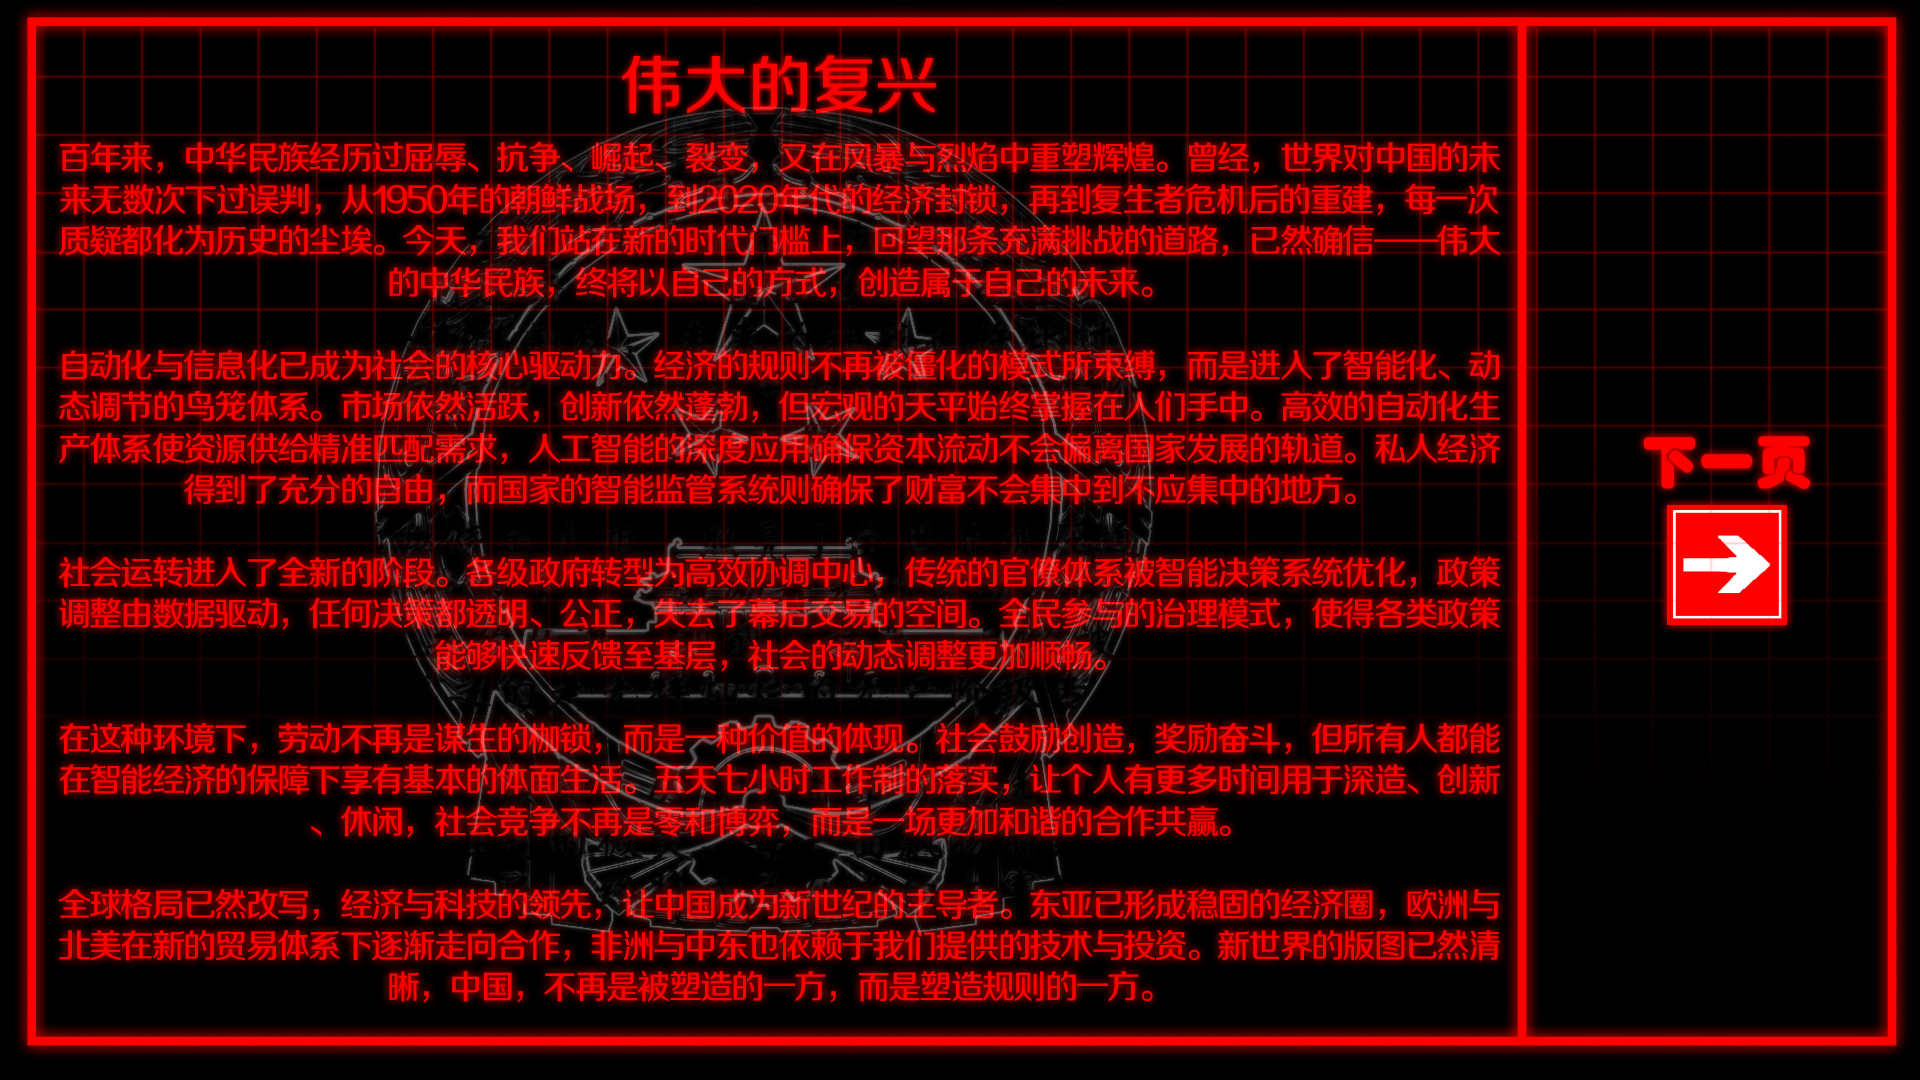 伟大的复兴
百年来，中华民族经历过屈辱、抗争、崛起、裂变，又在风暴与烈焰中重塑辉煌。曾经，世界对中国的未
来无数次下过误判，从1950年的朝鲜战场，到2020年代的经济封锁，再到复生者危机后的重建，每一次
质疑都化为历史的尘埃。今天，我们站在新的时代门槛上，回望那条充满挑战的道路，已然确信——伟大
的中华民族，终将以自己的方式，创造属于自己的未来。
自动化与信息化已成为社会的核心驱动力。经济的规则不再被僵化的模式所束缚，而是进入了智能化、动
态调节的鸟笼体系。市场依然活跃，创新依然蓬勃，但宏观的天平始终掌握在人们手中。高效的自动化生
产体系使资源供给精准匹配需求，人工智能的深度应用确保资本流动不会偏离国家发展的轨道。私人经济
得到了充分的自由，而国家的智能监管系统则确保了财富不会集中到不应集中的地方。
社会运转进入了全新的阶段。各级政府转型为高效协调中心，传统的官僚体系被智能决策系统优化，政策
调整由数据驱动，任何决策都透明、公正，失去了幕后交易的空间。全民参与的治理模式，使得各类政策
能够快速反馈至基层，社会的动态调整更加顺畅。
在这种环境下，劳动不再是谋生的枷锁，而是一种价值的体现。社会鼓励创造，奖励奋斗，但所有人都能
在智能经济的保障下享有基本的体面生活。五天七小时工作制的落实，让个人有更多时间用于深造、创新
、休闲，社会竞争不再是零和博弈，而是一场更加和谐的合作共赢。
全球格局已然改写，经济与科技的领先，让中国成为新世纪的主导者。东亚已形成稳固的经济圈，欧洲与
北美在新的贸易体系下逐渐走向合作，非洲与中东也依赖于我们提供的技术与投资。新世界的版图已然清
晰，中国，不再是被塑造的一方，而是塑造规则的一方。
下一页